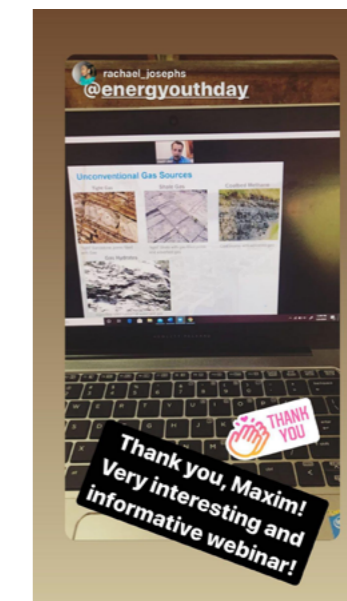 rachael_josephs
@energyouthday
Unconventional Gas Sources
Tight Gas
Shale Gas
Coalbed Methane
Gas Hydrates
THANK
YOU
Thank you, Maxim!
Very interesting and
informative webinar!